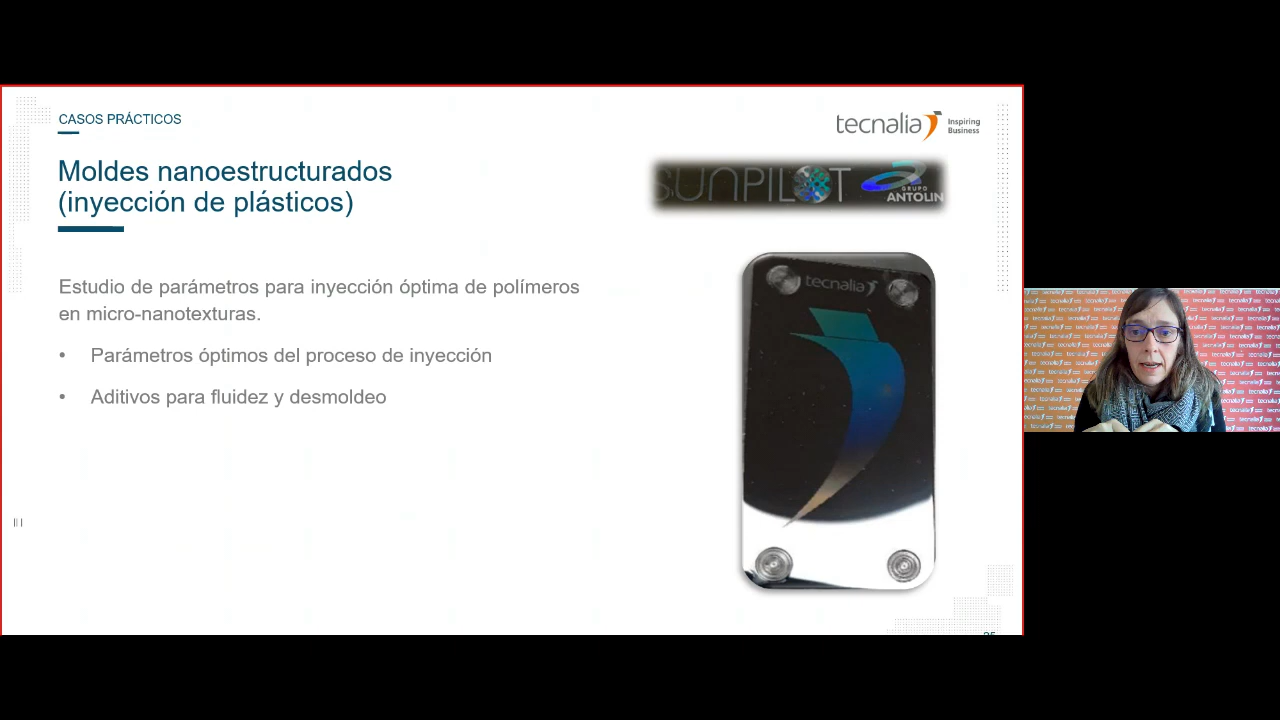 CASOS PRÁCTICOS
tecnalia Inspiring
Business
Moldes nanoestructurados
(inyección de plásticos)
SUNPILOT GRUPO
ANTOLIN
Estudio de parámetros para inyección óptima de polímeros
en micro-nanotexturas.
• Parámetros óptimos del proceso de inyección
• Aditivos para fluidez y desmoldeo
tecnalia